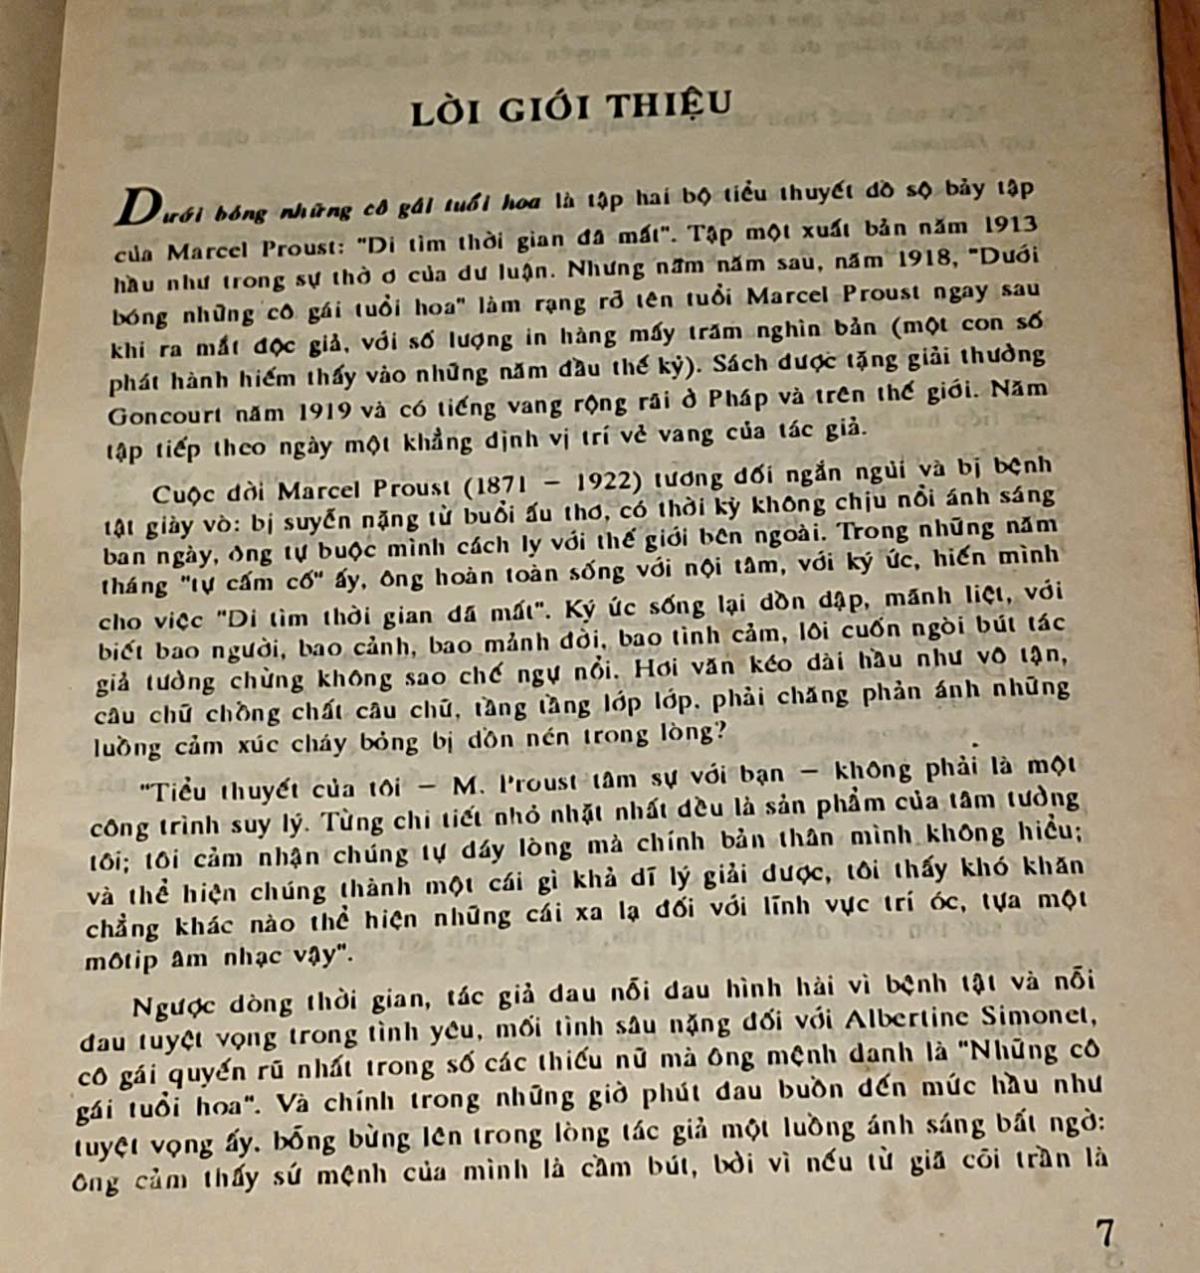 LỜI GIỚI THIỆU
Dưới bóng những cô gái tuổi hoa là tập hai bộ tiểu thuyết đồ sộ bảy tập
của Marcel Proust: "Đi tìm thời gian đã mất". Tập một xuất bản năm 1913
hầu như trong sự thờ ơ của dư luận. Nhưng năm năm sau, năm 1918, "Dưới
bóng những cô gái tuổi hoa" làm rạng rỡ tên tuổi Marcel Proust ngay sau
khi ra mắt độc giả, với số lượng in hàng mấy trăm nghìn bản (một con số
phát hành hiếm thấy vào những năm đầu thế kỷ). Sách được tặng giải thưởng
Goncourt năm 1919 và có tiếng vang rộng rãi ở Pháp và trên thế giới. Năm
tập tiếp theo ngày một khẳng định vị trí vẻ vang của tác giả.
Cuộc đời Marcel Proust (1871 – 1922) tương đối ngắn ngủi và bị bệnh
tật giày vò: bị suyễn nặng từ buổi ấu thơ, có thời kỳ không chịu nổi ánh sáng
ban ngày, ông tự buộc mình cách ly với thế giới bên ngoài. Trong những năm
tháng "tự cấm cố" ấy, ông hoàn toàn sống với nội tâm, với ký ức, hiến mình
cho việc "Đi tìm thời gian đã mất". Ký ức sống lại dồn dập, mãnh liệt, với
biết bao người, bao cảnh, bao mảnh đời, bao tình cảm, lôi cuốn ngòi bút tác
giả tưởng chừng không sao chế ngự nổi. Hơi văn kéo dài hầu như vô tận,
câu chữ chồng chất câu chữ, tầng tầng lớp lớp, phải chăng phản ánh những
luồng cảm xúc cháy bỏng bị dồn nén trong lòng?
"Tiểu thuyết của tôi – M. Proust tâm sự với bạn – không phải là một
công trình suy lý. Từng chi tiết nhỏ nhặt nhất đều là sản phẩm của tâm tưởng
tôi; tôi cảm nhận chúng tự đáy lòng mà chính bản thân mình không hiểu;
và thể hiện chúng thành một cái gì khả dĩ lý giải được, tôi thấy khó khăn
chẳng khác nào thể hiện những cái xa lạ đối với lĩnh vực trí óc, tựa một
môtip âm nhạc vậy".
Ngược dòng thời gian, tác giả đau nỗi đau hình hài vì bệnh tật và nỗi
đau tuyệt vọng trong tình yêu, mối tình sâu nặng đối với Albertine Simonet,
cô gái quyến rũ nhất trong số các thiếu nữ mà ông mệnh danh là "Những cô
gái tuổi hoa". Và chính trong những giờ phút đau buồn đến mức hầu như
tuyệt vọng ấy. bỗng bừng lên trong lòng tác giả một luồng ánh sáng bất ngờ:
ông cảm thấy sứ mệnh của mình là cầm bút, bởi vì nếu từ giã cõi trần là
7